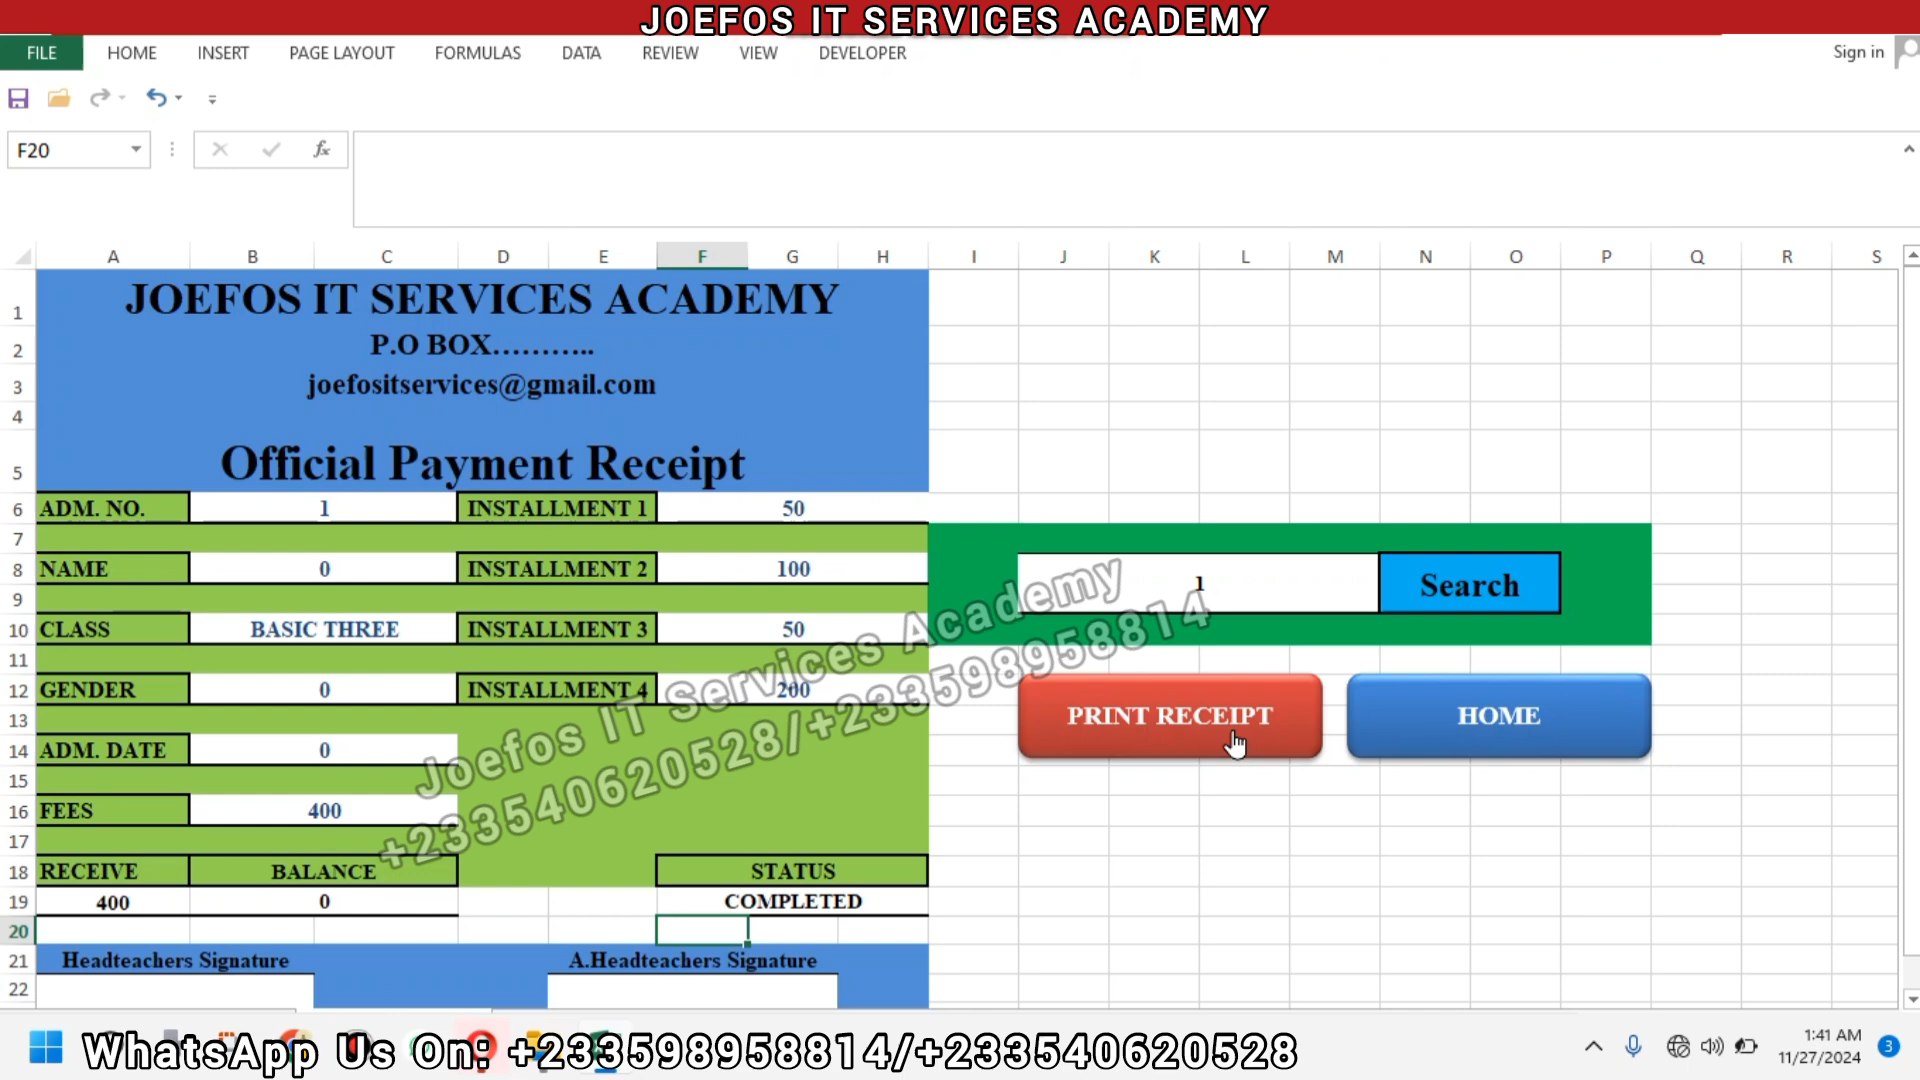 JOEFOS IT SERVICES ACADEMY
FILE HOME INSERT PAGE LAYOUT FORMULAS DATA REVIEW VIEW DEVELOPER Sign in
F20 fx
A B C D E F G H I J K L M N O P Q R S
1 JOEFOS IT SERVICES ACADEMY
2 P.O BOX………..
3 joefositservices@gmail.com
4
5 Official Payment Receipt
6 ADM. NO. 1 INSTALLMENT 1 50
7
8 NAME 0 INSTALLMENT 2 100
1 Search
9
10 CLASS BASIC THREE INSTALLMENT 3 50
11
12 GENDER 0 INSTALLMENT 4 200
PRINT RECEIPT HOME
13
14 ADM. DATE 0
15
16 FEES 400
17
18 RECEIVE BALANCE STATUS
19 400 0 COMPLETED
20
21 Headteachers Signature A.Headteachers Signature
22
Joefos IT Services Academy
+233540620528/+233598958814
WhatsApp Us On: +233598958814/+233540620528
1:41 AM
11/27/2024
3